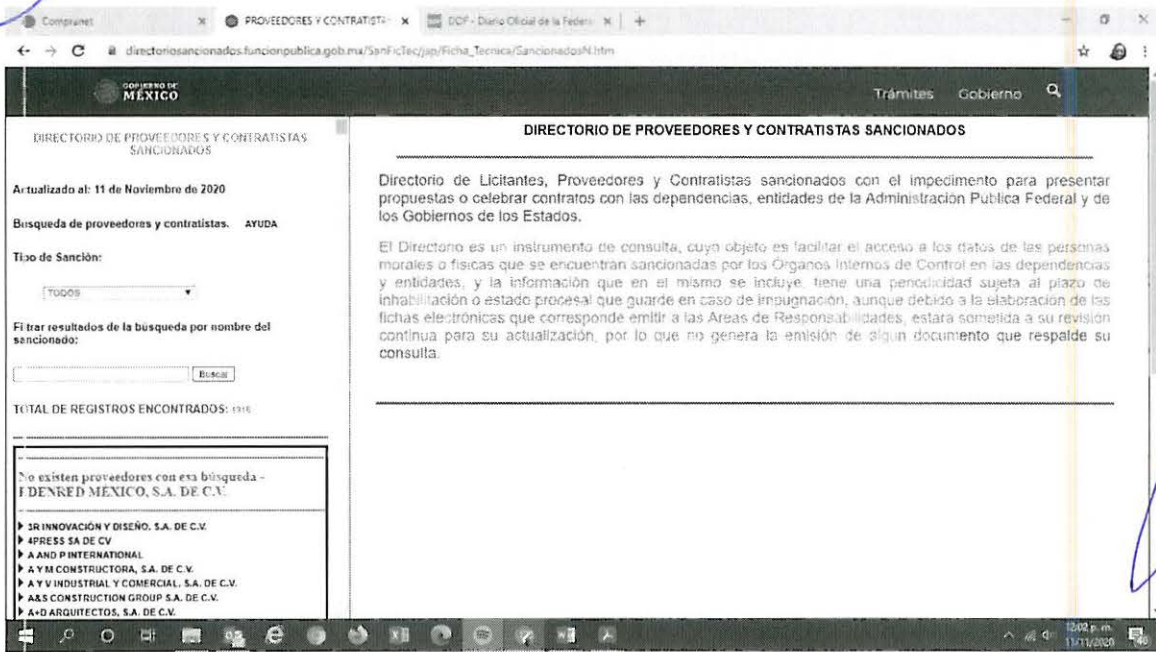 Compranet
PROVEEDORES Y CONTRATISTA
DOF - Diario Oficial de la Federa
directoriosancionados.funcionpublica.gob.mx/SanFicTec/jsp/Ficha_Tecnica/SancionadosN.htm
GOBIERNO DE
MÉXICO
Trámites Gobierno
DIRECTORIO DE PROVEEDORES Y CONTRATISTAS
SANCIONADOS
Actualizado al: 11 de Noviembre de 2020
Busqueda de proveedores y contratistas. AYUDA
Tipo de Sanción:
TODOS
Filtrar resultados de la búsqueda por nombre del
sancionado:
Buscar
TOTAL DE REGISTROS ENCONTRADOS:
No existen proveedores con esa búsqueda -
EDENRED MÉXICO, S.A. DE C.V.
3R INNOVACIÓN Y DISEÑO, S.A. DE C.V.
4PRESS SA DE CV
A AND P INTERNATIONAL
A Y M CONSTRUCTORA, S.A. DE C.V.
A Y V INDUSTRIAL Y COMERCIAL, S.A. DE C.V.
A&S CONSTRUCTION GROUP S.A. DE C.V.
A+D ARQUITECTOS, S.A. DE C.V.
DIRECTORIO DE PROVEEDORES Y CONTRATISTAS SANCIONADOS
Directorio de Licitantes, Proveedores y Contratistas sancionados con el impedimento para presentar
propuestas o celebrar contratos con las dependencias, entidades de la Administración Publica Federal y de
los Gobiernos de los Estados.
El Directorio es un instrumento de consulta, cuyo objeto es facilitar el acceso a los datos de las personas
morales o fisicas que se encuentran sancionadas por los Órganos Internos de Control en las dependencias
y entidades, y la información que en el mismo se incluye, tiene una periodicidad sujeta al plazo de
inhabilitación o estado procesal que guarde en caso de impugnación, aunque debido a la elaboración de las
fichas electrónicas que corresponde emitir a las Areas de Responsabilidades, estara sometida a su revisión
continua para su actualización, por lo que no genera la emisión de algun documento que respalde su
consulta.
12:02 p. m.
11/11/2020